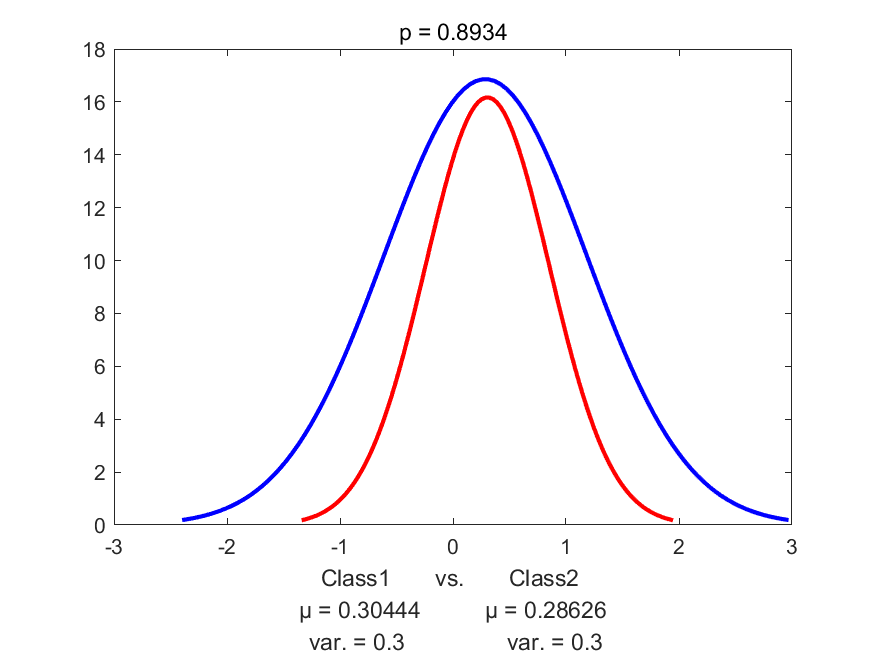 p = 0.8934
18
16
14
12
10
8
6
4
2
0
-3 -2 -1 0 1 2 3
Class1 vs. Class2
μ = 0.30444 μ = 0.28626
var. = 0.3 var. = 0.3